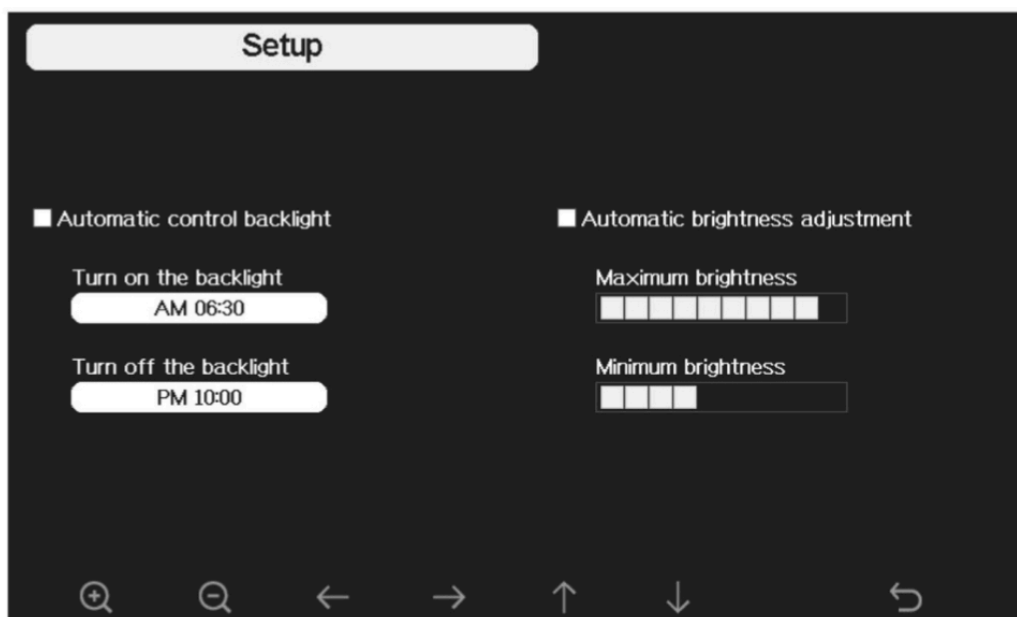 Setup
Automatic control backlight
Turn on the backlight
AM 06:30
Turn off the backlight
PM 10:00
Automatic brightness adjustment
Maximum brightness
Minimum brightness